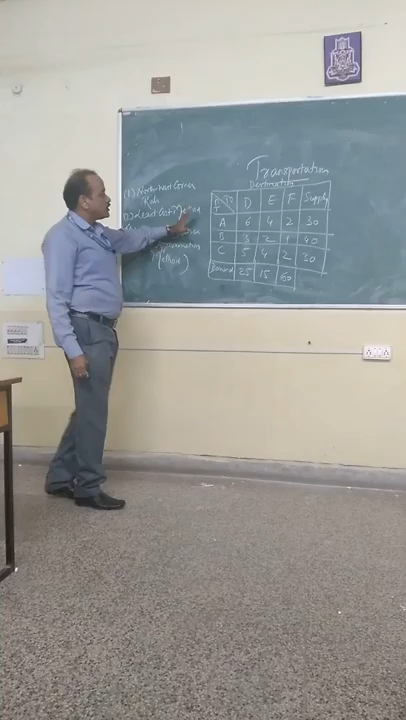 Transportation
Destination
(1) North west Corner
Rule
(2) Least Cost Method
Method)
To D E F Supply
A 6 4 2 30
B 3 2 1 40
C 5 4 2 30
Demand 25 15 60